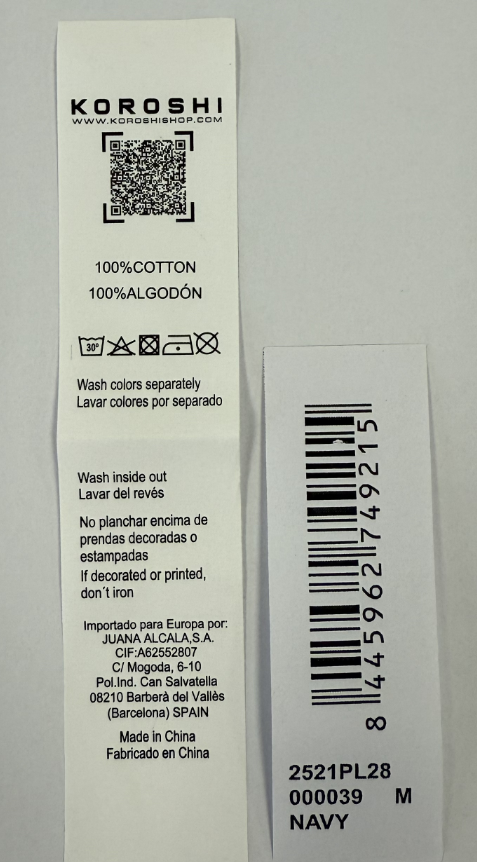 KOROSHI
WWW.KOROSHISHOP.COM
100%COTTON
100%ALGODÓN
30°
Wash colors separately
Lavar colores por separado
Wash inside out
Lavar del revés
No planchar encima de
prendas decoradas o
estampadas
If decorated or printed,
don´t iron
Importado para Europa por:
JUANA ALCALA,S.A.
CIF:A62552807
C/ Mogoda, 6-10
Pol.Ind. Can Salvatella
08210 Barberà del Vallès
(Barcelona) SPAIN
Made in China
Fabricado en China
8 445962 749215
2521PL28
000039 M
NAVY